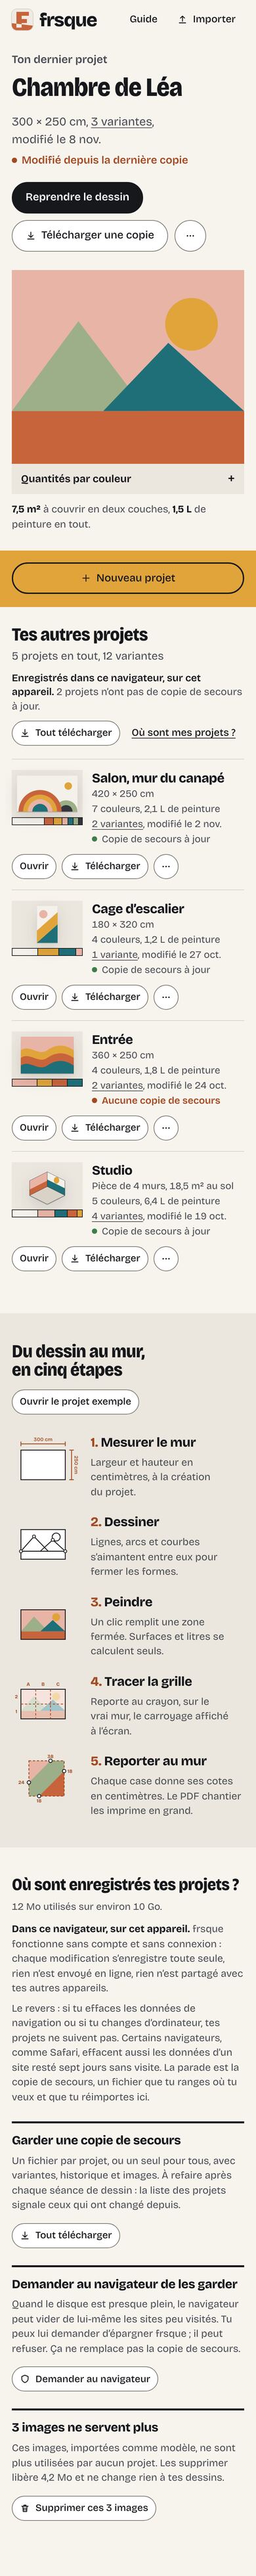 frsque
Guide
Importer
Ton dernier projet
Chambre de Léa
300 × 250 cm, 3 variantes,
modifié le 8 nov.
Modifié depuis la dernière copie
Reprendre le dessin
Télécharger une copie
Quantités par couleur
+
7,5 m² à couvrir en deux couches, 1,5 L de
peinture en tout.
+ Nouveau projet
Tes autres projets
5 projets en tout, 12 variantes
Enregistrés dans ce navigateur, sur cet
appareil. 2 projets n’ont pas de copie de secours
à jour.
Tout télécharger
Où sont mes projets ?
Salon, mur du canapé
420 × 250 cm
7 couleurs, 2,1 L de peinture
2 variantes, modifié le 2 nov.
Copie de secours à jour
Ouvrir
Télécharger
Cage d’escalier
180 × 320 cm
4 couleurs, 1,2 L de peinture
1 variante, modifié le 27 oct.
Copie de secours à jour
Ouvrir
Télécharger
Entrée
360 × 250 cm
4 couleurs, 1,8 L de peinture
2 variantes, modifié le 24 oct.
Aucune copie de secours
Ouvrir
Télécharger
Studio
Pièce de 4 murs, 18,5 m² au sol
5 couleurs, 6,4 L de peinture
4 variantes, modifié le 19 oct.
Copie de secours à jour
Ouvrir
Télécharger
Du dessin au mur,
en cinq étapes
Ouvrir le projet exemple
300 cm
250 cm
1. Mesurer le mur
Largeur et hauteur en
centimètres, à la création
du projet.
2. Dessiner
Lignes, arcs et courbes
s’aimantent entre eux pour
fermer les formes.
3. Peindre
Un clic remplit une zone
fermée. Surfaces et litres se
calculent seuls.
A B C
2
1
4. Tracer la grille
Reporte au crayon, sur le
vrai mur, le carroyage affiché
à l’écran.
24
18
5. Reporter au mur
Chaque case donne ses cotes
en centimètres. Le PDF chantier
les imprime en grand.
Où sont enregistrés tes projets ?
12 Mo utilisés sur environ 10 Go.
Dans ce navigateur, sur cet appareil. frsque
fonctionne sans compte et sans connexion :
chaque modification s’enregistre toute seule,
rien n’est envoyé en ligne, rien n’est partagé avec
tes autres appareils.
Le revers : si tu effaces les données de
navigation ou si tu changes d’ordinateur, tes
projets ne suivent pas. Certains navigateurs,
comme Safari, effacent aussi les données d’un
site resté sept jours sans visite. La parade est la
copie de secours, un fichier que tu ranges où tu
veux et que tu réimportes ici.
Garder une copie de secours
Un fichier par projet, ou un seul pour tous, avec
variantes, historique et images. À refaire après
chaque séance de dessin : la liste des projets
signale ceux qui ont changé depuis.
Tout télécharger
Demander au navigateur de les garder
Quand le disque est presque plein, le navigateur
peut vider de lui-même les sites peu visités. Tu
peux lui demander d’épargner frsque ; il peut
refuser. Ça ne remplace pas la copie de secours.
Demander au navigateur
3 images ne servent plus
Ces images, importées comme modèle, ne sont
plus utilisées par aucun projet. Les supprimer
libère 4,2 Mo et ne change rien à tes dessins.
Supprimer ces 3 images